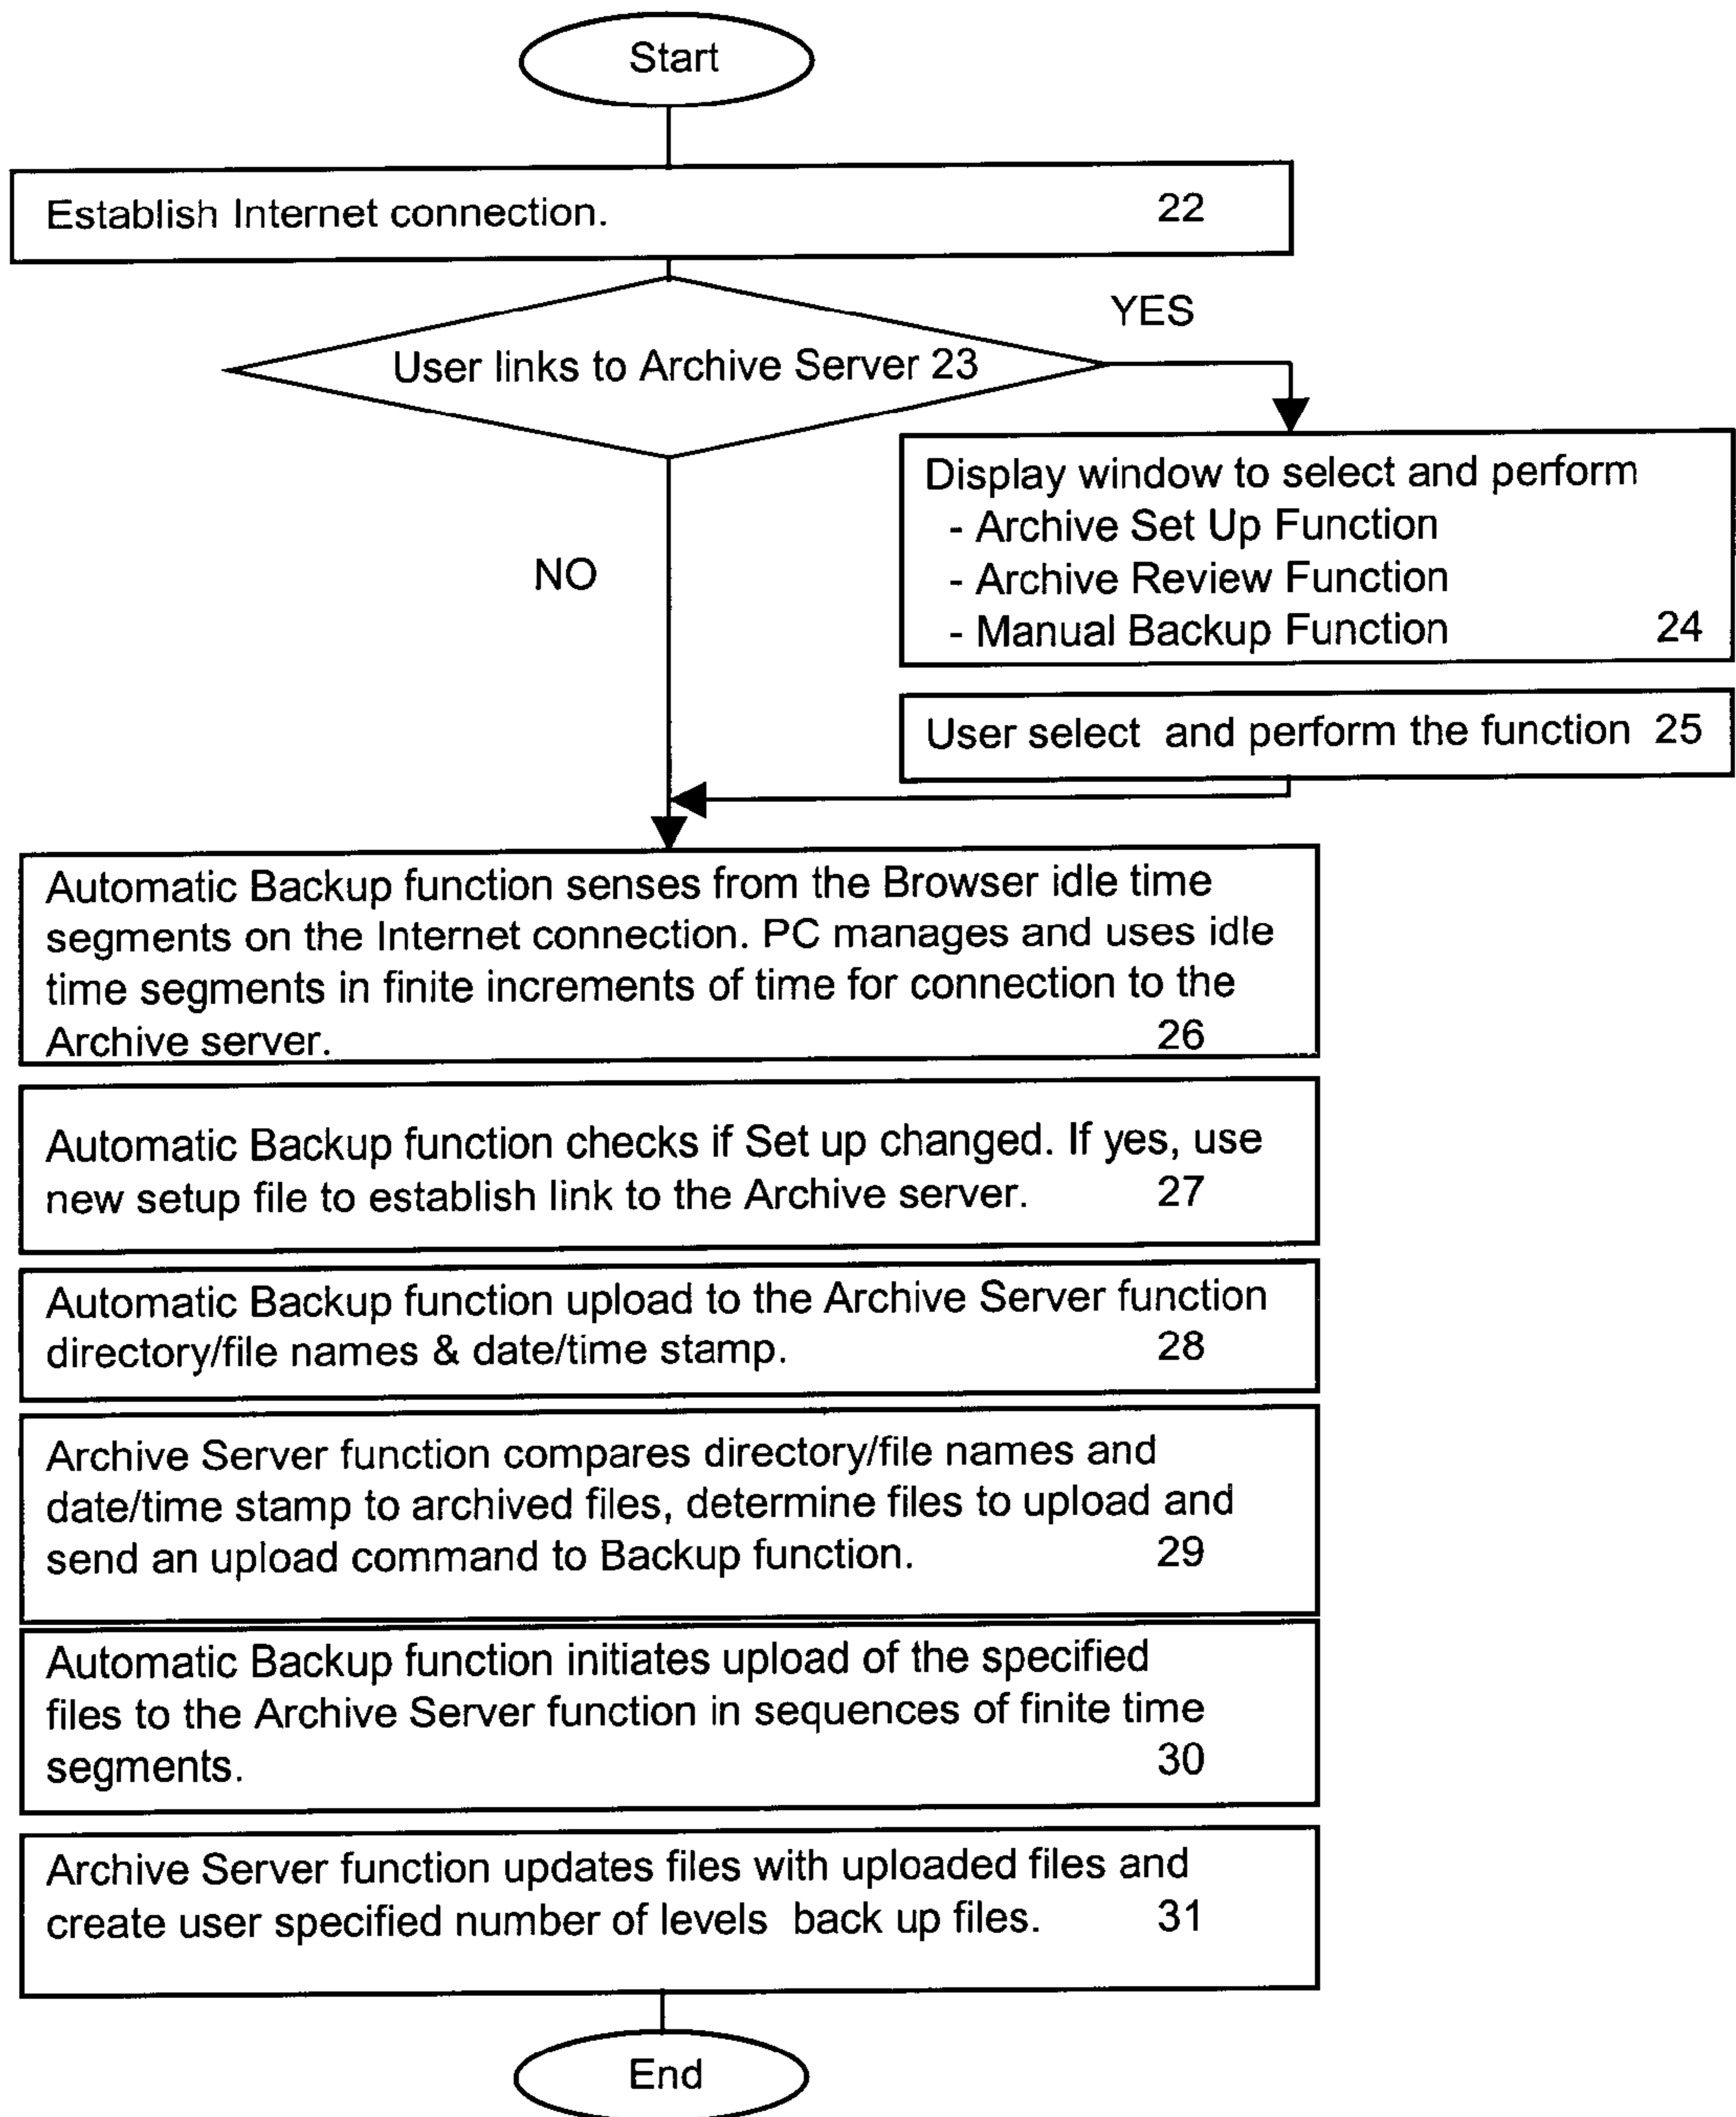 Start
Establish Internet connection. 22
YES
User links to Archive Server 23
Display window to select and perform
- Archive Set Up Function
- Archive Review Function
- Manual Backup Function 24
NO
User select and perform the function 25
Automatic Backup function senses from the Browser idle time
segments on the Internet connection. PC manages and uses idle
time segments in finite increments of time for connection to the
Archive server. 26
Automatic Backup function checks if Set up changed. If yes, use
new setup file to establish link to the Archive server. 27
Automatic Backup function upload to the Archive Server function
directory/file names & date/time stamp. 28
Archive Server function compares directory/file names and
date/time stamp to archived files, determine files to upload and
send an upload command to Backup function. 29
Automatic Backup function initiates upload of the specified
files to the Archive Server function in sequences of finite time
segments. 30
Archive Server function updates files with uploaded files and
create user specified number of levels back up files. 31
End